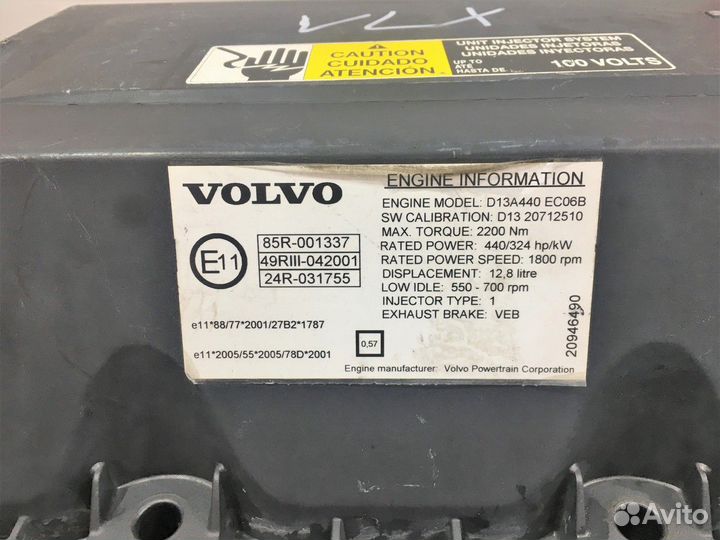 VLX
CAUTION
CUIDADO
ATENCION
UNIT INJECTOR SYSTEM
UNIDADES INJETORAS
UNIDADES INYECTORAS
UP TO
ATÉ
HASTA DE...
100 VOLTS
VOLVO
E11
85R-001337
49RIII-042001
24R-031755
e11*88/77*2001/27B2*1787
e11*2005/55*2005/78D*2001
0,57
ENGINE INFORMATION
ENGINE MODEL: D13A440 EC06B
SW CALIBRATION: D13 20712510
MAX. TORQUE: 2200 Nm
RATED POWER: 440/324 hp/kW
RATED POWER SPEED: 1800 rpm
DISPLACEMENT: 12,8 litre
LOW IDLE: 550 - 700 rpm
INJECTOR TYPE: 1
EXHAUST BRAKE: VEB
20946490
Engine manufacturer: Volvo Powertrain Corporation
Avito